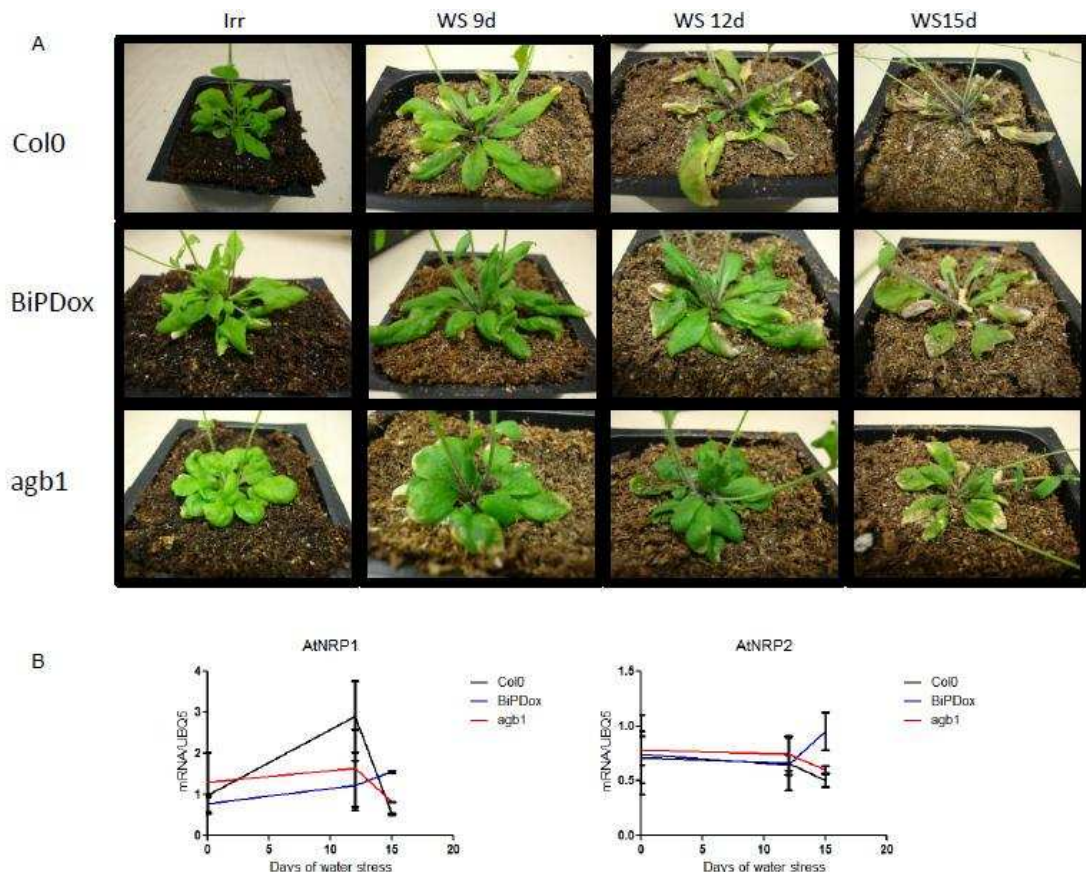 Irr WS 9d WS 12d WS15d
A
Col0
BiPDox
agb1
B
AtNRP1
mRNA/UBQ5
4
3
2
1
0
0 5 10 15 20
Days of water stress
Col0
BiPDox
agb1
AtNRP2
mRNA/UBQ5
1.5
1.0
0.5
0.0
0 5 10 15 20
Days of water stress
Col0
BiPDox
agb1